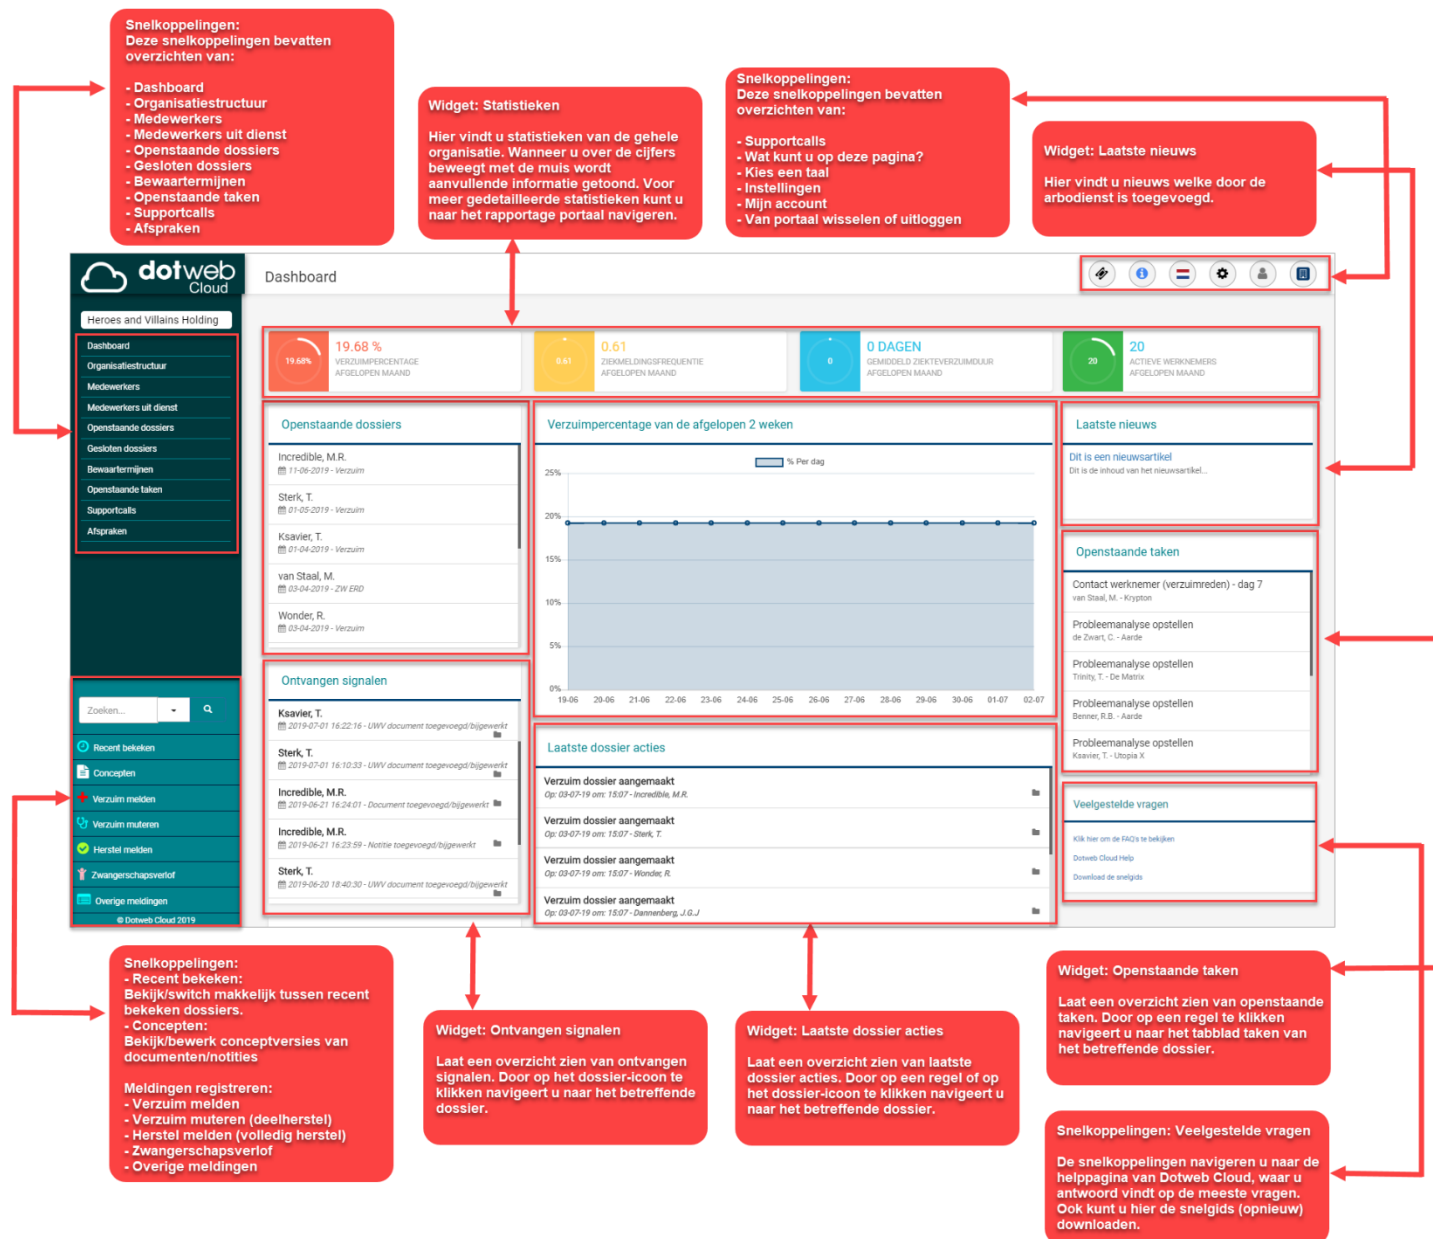 Snelkoppelingen:
Deze snelkoppelingen bevatten
overzichten van:
- Dashboard
- Organisatiestructuur
- Medewerkers
- Medewerkers uit dienst
- Openstaande dossiers
- Gesloten dossiers
- Bewaartermijnen
- Openstaande taken
- Supportcalls
- Afspraken
Widget: Statistieken
Hier vindt u statistieken van de gehele
organisatie. Wanneer u over de cijfers
beweegt met de muis wordt
aanvullende informatie getoond. Voor
meer gedetailleerde statistieken kunt u
naar het rapportage portaal navigeren.
Snelkoppelingen:
Deze snelkoppelingen bevatten
overzichten van:
- Supportcalls
- Wat kunt u op deze pagina?
- Kies een taal
- Instellingen
- Mijn account
- Van portaal wisselen of uitloggen
Widget: Laatste nieuws
Hier vindt u nieuws welke door de
arbodienst is toegevoegd.
dotweb
Cloud
Dashboard
Heroes and Villains Holding
Dashboard
Organisatiestructuur
Medewerkers
Medewerkers uit dienst
Openstaande dossiers
Gesloten dossiers
Bewaartermijnen
Openstaande taken
Supportcalls
Afspraken
19.68%
19.68 %
VERZUIMPERCENTAGE
AFGELOPEN MAAND
0.61
0.61
ZIEKMELDINGSFREQUENTIE
AFGELOPEN MAAND
0
0 DAGEN
GEMIDDELD ZIEKTEVERZUIMDUUR
AFGELOPEN MAAND
20
20
ACTIEVE WERKNEMERS
AFGELOPEN MAAND
Openstaande dossiers
Incredible, M.R.
11-06-2019 - Verzuim
Sterk, T.
01-05-2019 - Verzuim
Ksavier, T.
01-04-2019 - Verzuim
van Staal, M.
03-04-2019 - ZW ERD
Wonder, R.
03-04-2019 - Verzuim
Verzuimpercentage van de afgelopen 2 weken
% Per dag
25%
20%
15%
10%
5%
0%
19-06 20-06 21-06 22-06 23-06 24-06 25-06 26-06 27-06 28-06 29-06 30-06 01-07 02-07
Laatste nieuws
Dit is een nieuwsartikel
Dit is de inhoud van het nieuwsartikel...
Openstaande taken
Contact werknemer (verzuimreden) - dag 7
van Staal, M. - Krypton
Probleemanalyse opstellen
de Zwart, C. - Aarde
Probleemanalyse opstellen
Trinity, T. - De Matrix
Probleemanalyse opstellen
Benner, R.B. - Aarde
Probleemanalyse opstellen
Ksavier, T. - Utopia X
Ontvangen signalen
Ksavier, T.
2019-07-01 16:22:16 - UWV document toegevoegd/bijgewerkt
Sterk, T.
2019-07-01 16:10:33 - UWV document toegevoegd/bijgewerkt
Incredible, M.R.
2019-06-21 16:24:01 - Document toegevoegd/bijgewerkt
Incredible, M.R.
2019-06-21 16:23:59 - Notitie toegevoegd/bijgewerkt
Sterk, T.
2019-06-20 18:40:30 - UWV document toegevoegd/bijgewerkt
Laatste dossier acties
Verzuim dossier aangemaakt
Op: 03-07-19 om: 15:07 - Incredible, M.R.
Verzuim dossier aangemaakt
Op: 03-07-19 om: 15:07 - Sterk, T.
Verzuim dossier aangemaakt
Op: 03-07-19 om: 15:07 - Wonder, R.
Verzuim dossier aangemaakt
Op: 03-07-19 om: 15:07 - Dannenberg, J.G.J
Veelgestelde vragen
Klik hier om de FAQ's te bekijken
Dotweb Cloud Help
Download de snelgids
Zoeken...
Recent bekeken
Concepten
Verzuim melden
Verzuim muteren
Herstel melden
Zwangerschapsverlof
Overige meldingen
© Dotweb Cloud 2019
Snelkoppelingen:
- Recent bekeken:
Bekijk/switch makkelijk tussen recent
bekeken dossiers.
- Concepten:
Bekijk/bewerk conceptversies van
documenten/notities
Meldingen registreren:
- Verzuim melden
- Verzuim muteren (deelherstel)
- Herstel melden (volledig herstel)
- Zwangerschapsverlof
- Overige meldingen
Widget: Ontvangen signalen
Laat een overzicht zien van ontvangen
signalen. Door op het dossier-icoon te
klikken navigeert u naar het betreffende
dossier.
Widget: Laatste dossier acties
Laat een overzicht zien van laatste
dossier acties. Door op een regel of op
het dossier-icoon te klikken navigeert u
naar het betreffende dossier.
Widget: Openstaande taken
Laat een overzicht zien van openstaande
taken. Door op een regel te klikken
navigeert u naar het tabblad taken van
het betreffende dossier.
Snelkoppelingen: Veelgestelde vragen
De snelkoppelingen navigeren u naar de
helppagina van Dotweb Cloud, waar u
antwoord vindt op de meeste vragen.
Ook kunt u hier de snelgids (opnieuw)
downloaden.